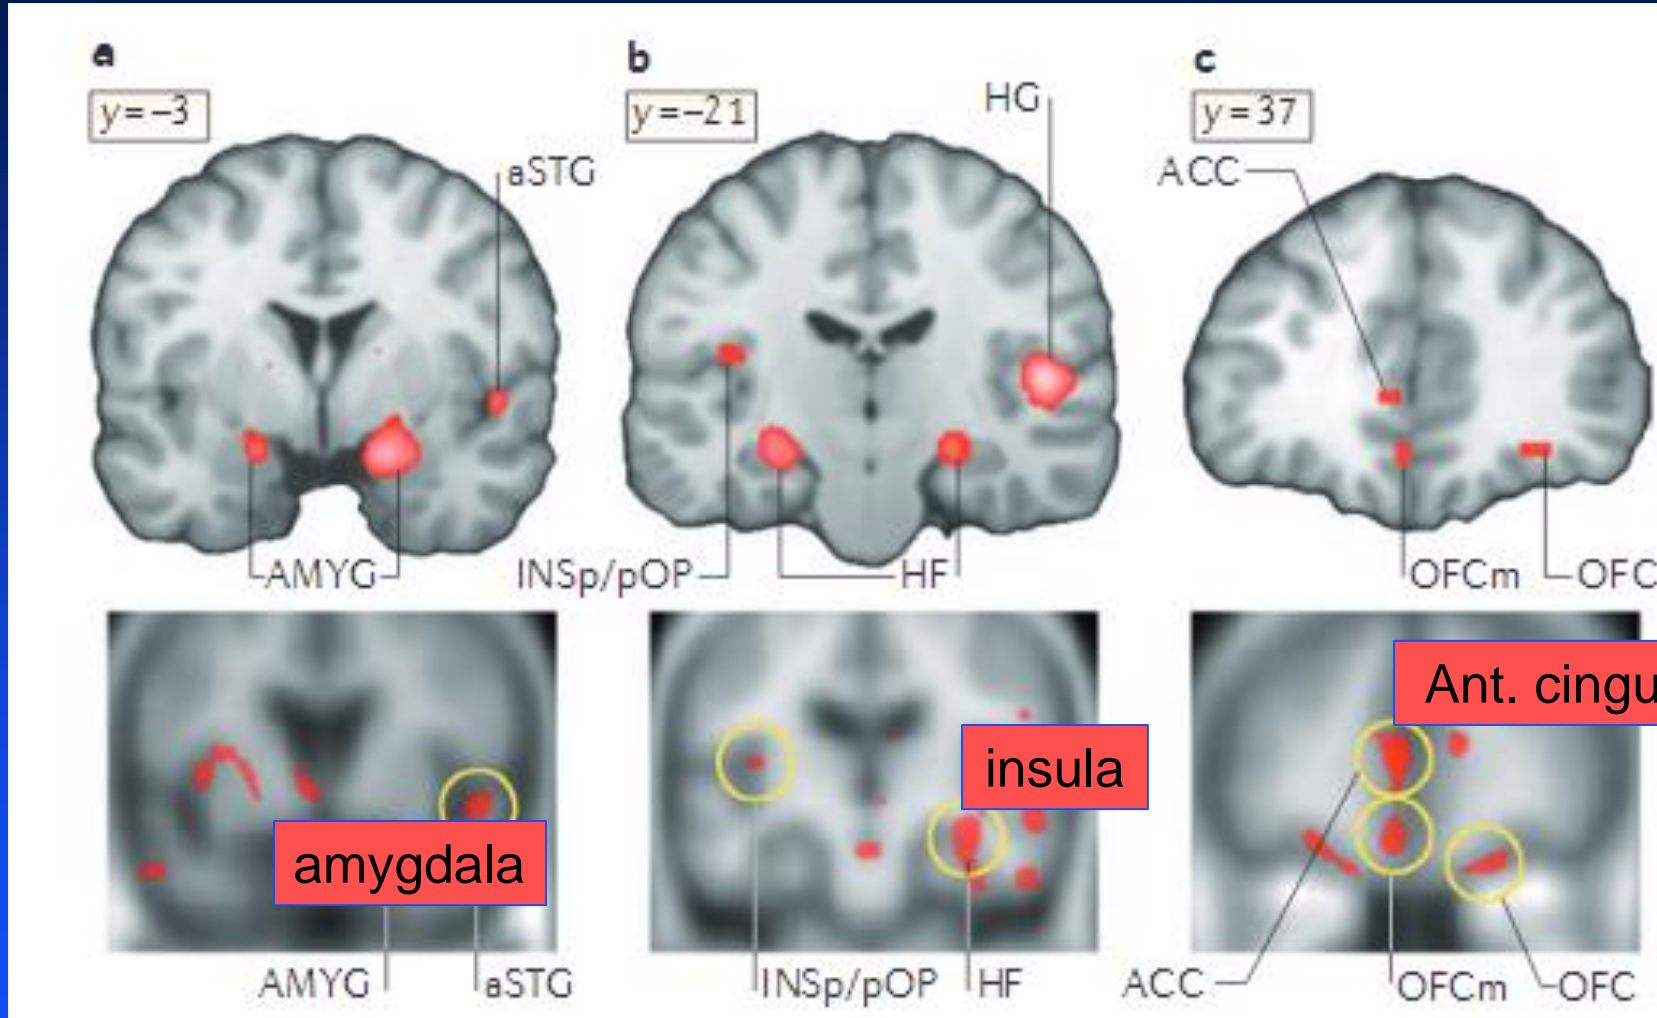 a
y=–3
aSTG
AMYG
b
y=–21
HG
INSp/pOP
HF
c
y=37
ACC
OFCm
OFC
amygdala
AMYG
aSTG
insula
INSp/pOP
HF
Ant. cingu
ACC
OFCm
OFC